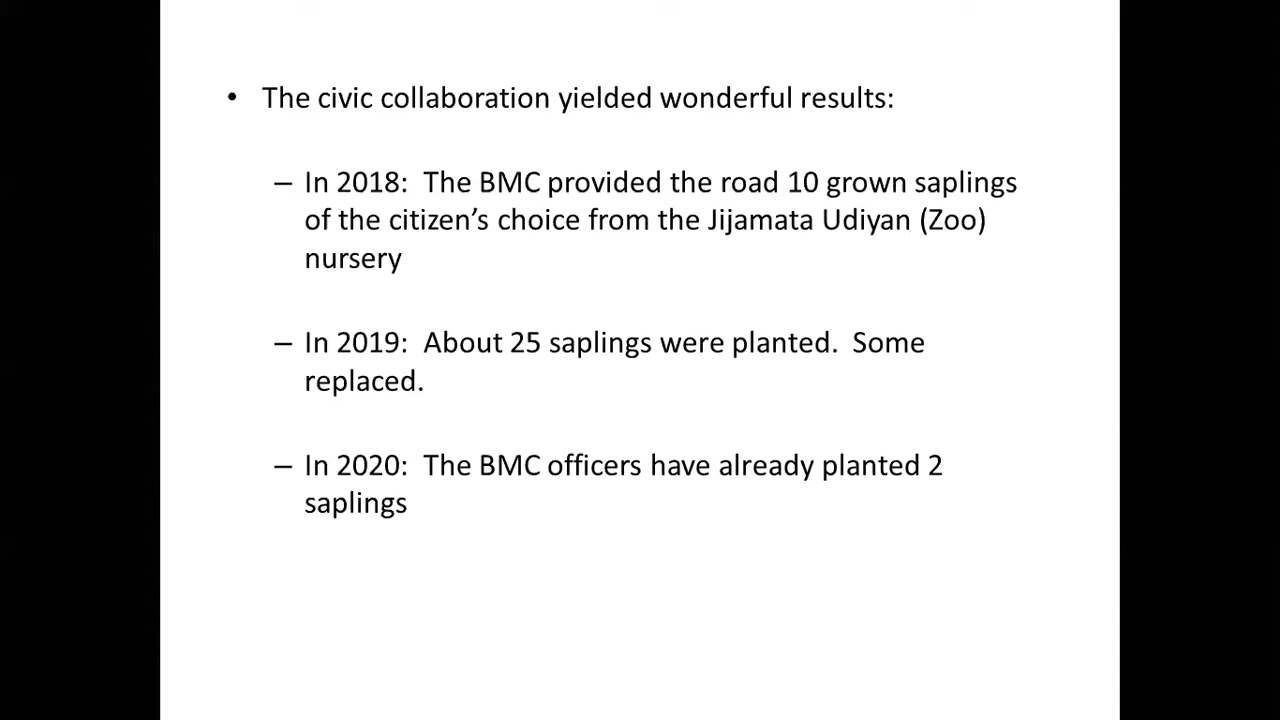 • The civic collaboration yielded wonderful results:
– In 2018:  The BMC provided the road 10 grown saplings
of the citizen’s choice from the Jijamata Udiyan (Zoo)
nursery
– In 2019:  About 25 saplings were planted.  Some
replaced.
– In 2020:  The BMC officers have already planted 2
saplings